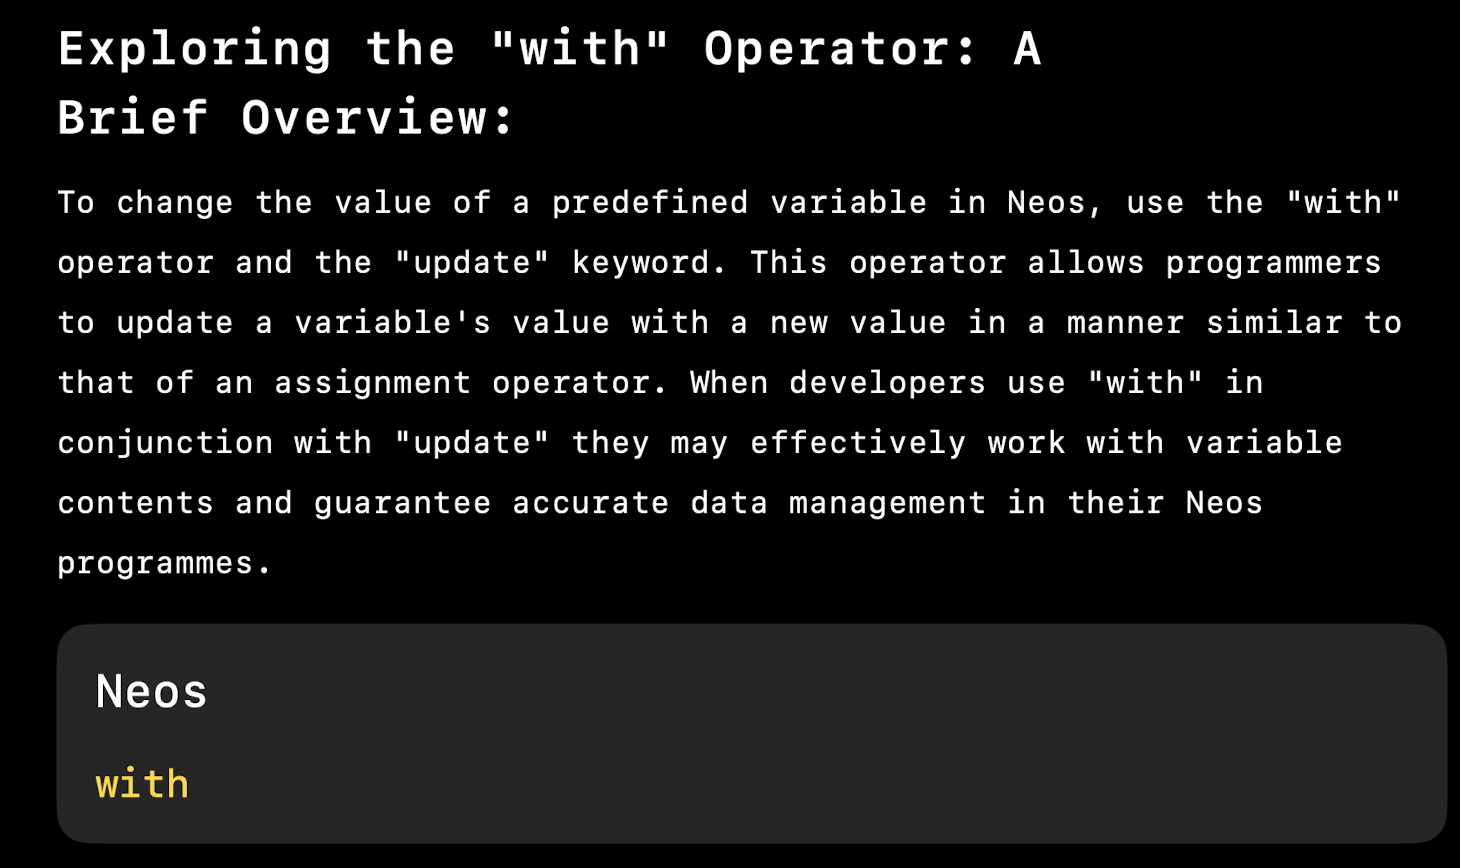 Exploring the "with" Operator: A
Brief Overview:
To change the value of a predefined variable in Neos, use the "with"
operator and the "update" keyword. This operator allows programmers
to update a variable's value with a new value in a manner similar to
that of an assignment operator. When developers use "with" in
conjunction with "update" they may effectively work with variable
contents and guarantee accurate data management in their Neos
programmes.
Neos
with